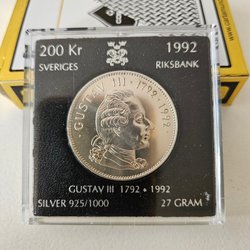 200 Kr 1992
SVERIGES RIKSBANK
GUSTAV III · 1792 - 1992
GUSTAV III 1792 • 1992
SILVER 925/1000 27 GRAM